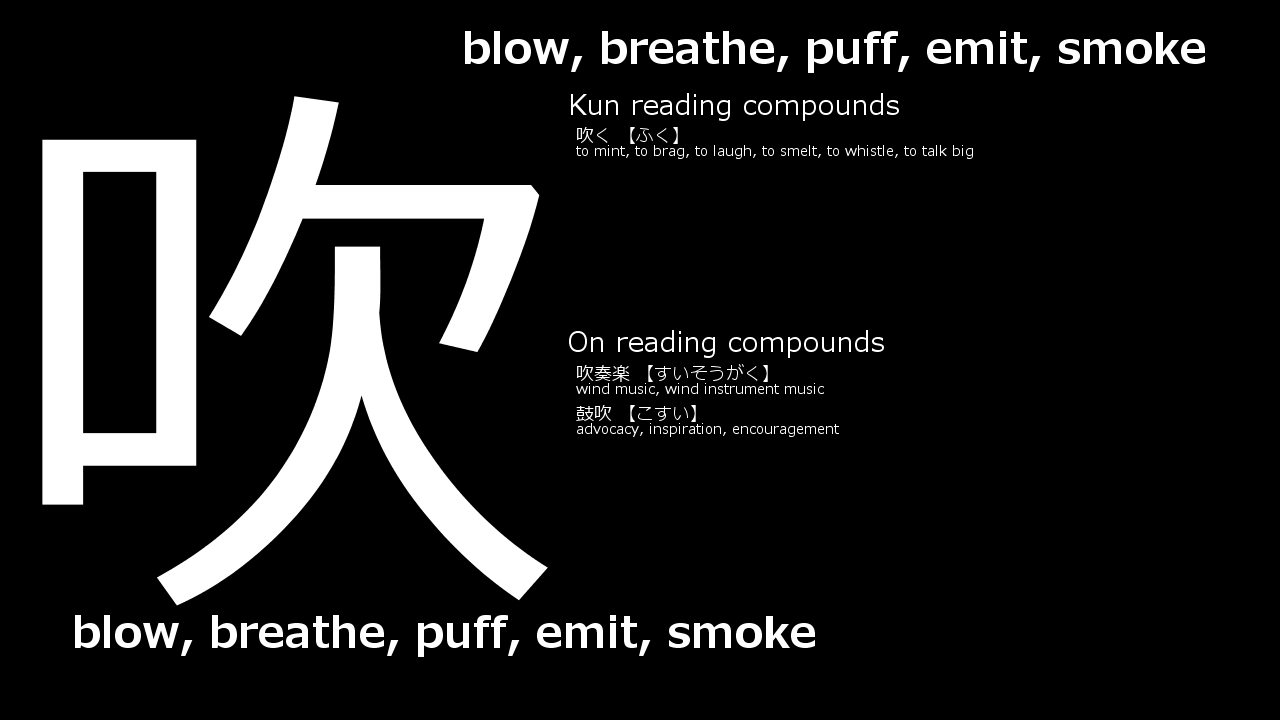 blow, breathe, puff, emit, smoke
吹
Kun reading compounds
吹く 【ふく】
to mint, to brag, to laugh, to smelt, to whistle, to talk big
On reading compounds
吹奏楽 【すいそうがく】
wind music, wind instrument music
鼓吹 【こすい】
advocacy, inspiration, encouragement
blow, breathe, puff, emit, smoke